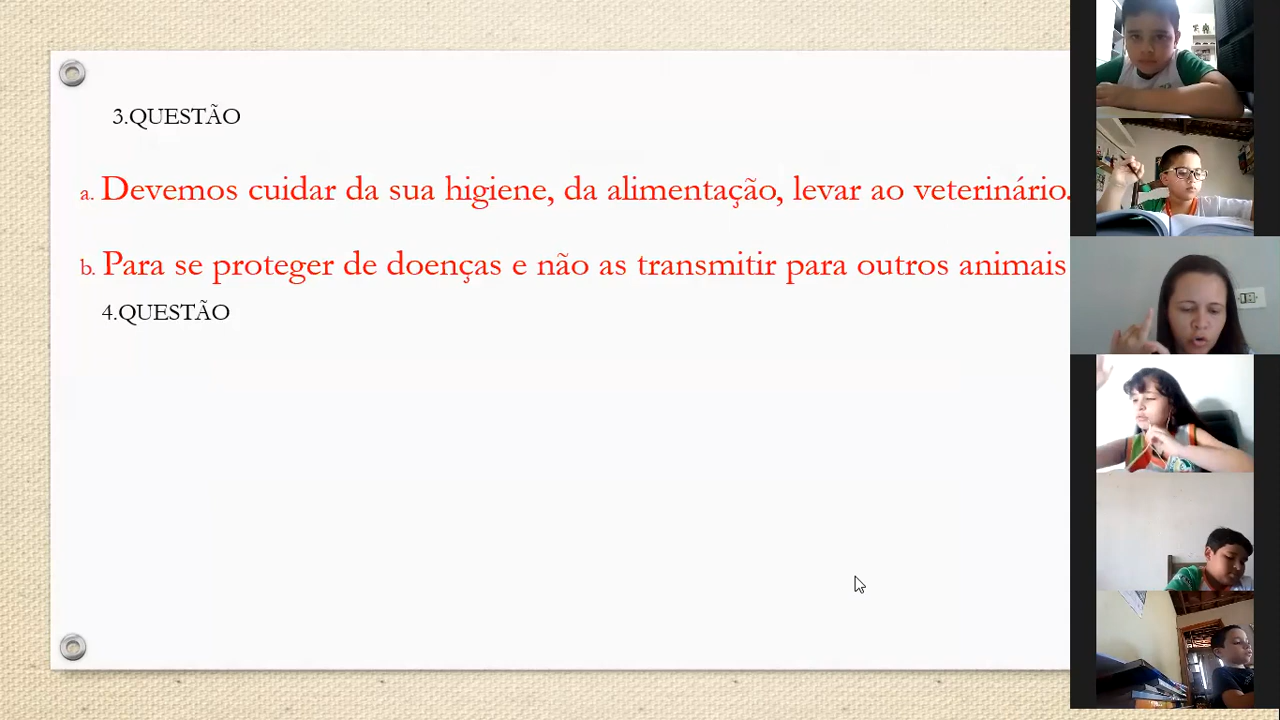 3.QUESTÃO
a. Devemos cuidar da sua higiene, da alimentação, levar ao veterinário.
b. Para se proteger de doenças e não as transmitir para outros animais
4.QUESTÃO